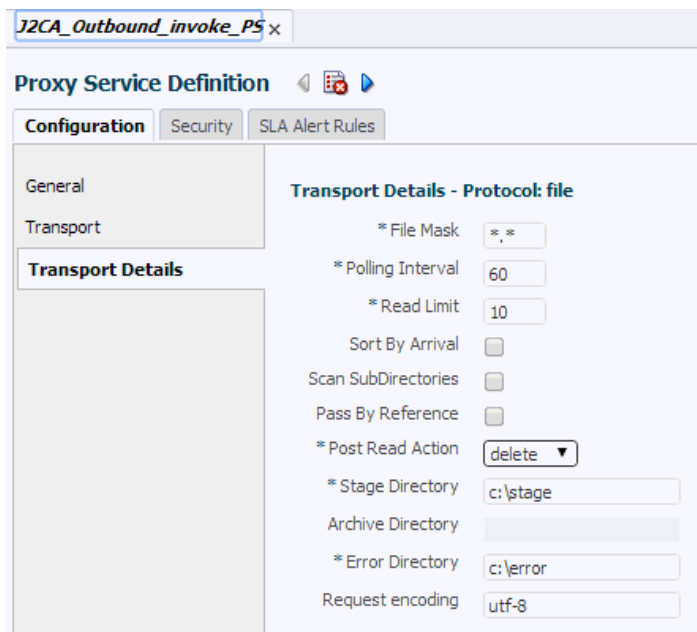 J2CA_Outbound_invoke_PS ×
Proxy Service Definition
Configuration Security SLA Alert Rules
General
Transport
Transport Details
Transport Details - Protocol: file
* File Mask *.*
* Polling Interval 60
* Read Limit 10
Sort By Arrival
Scan SubDirectories
Pass By Reference
* Post Read Action delete
* Stage Directory c:\stage
Archive Directory
* Error Directory c:\error
Request encoding utf-8